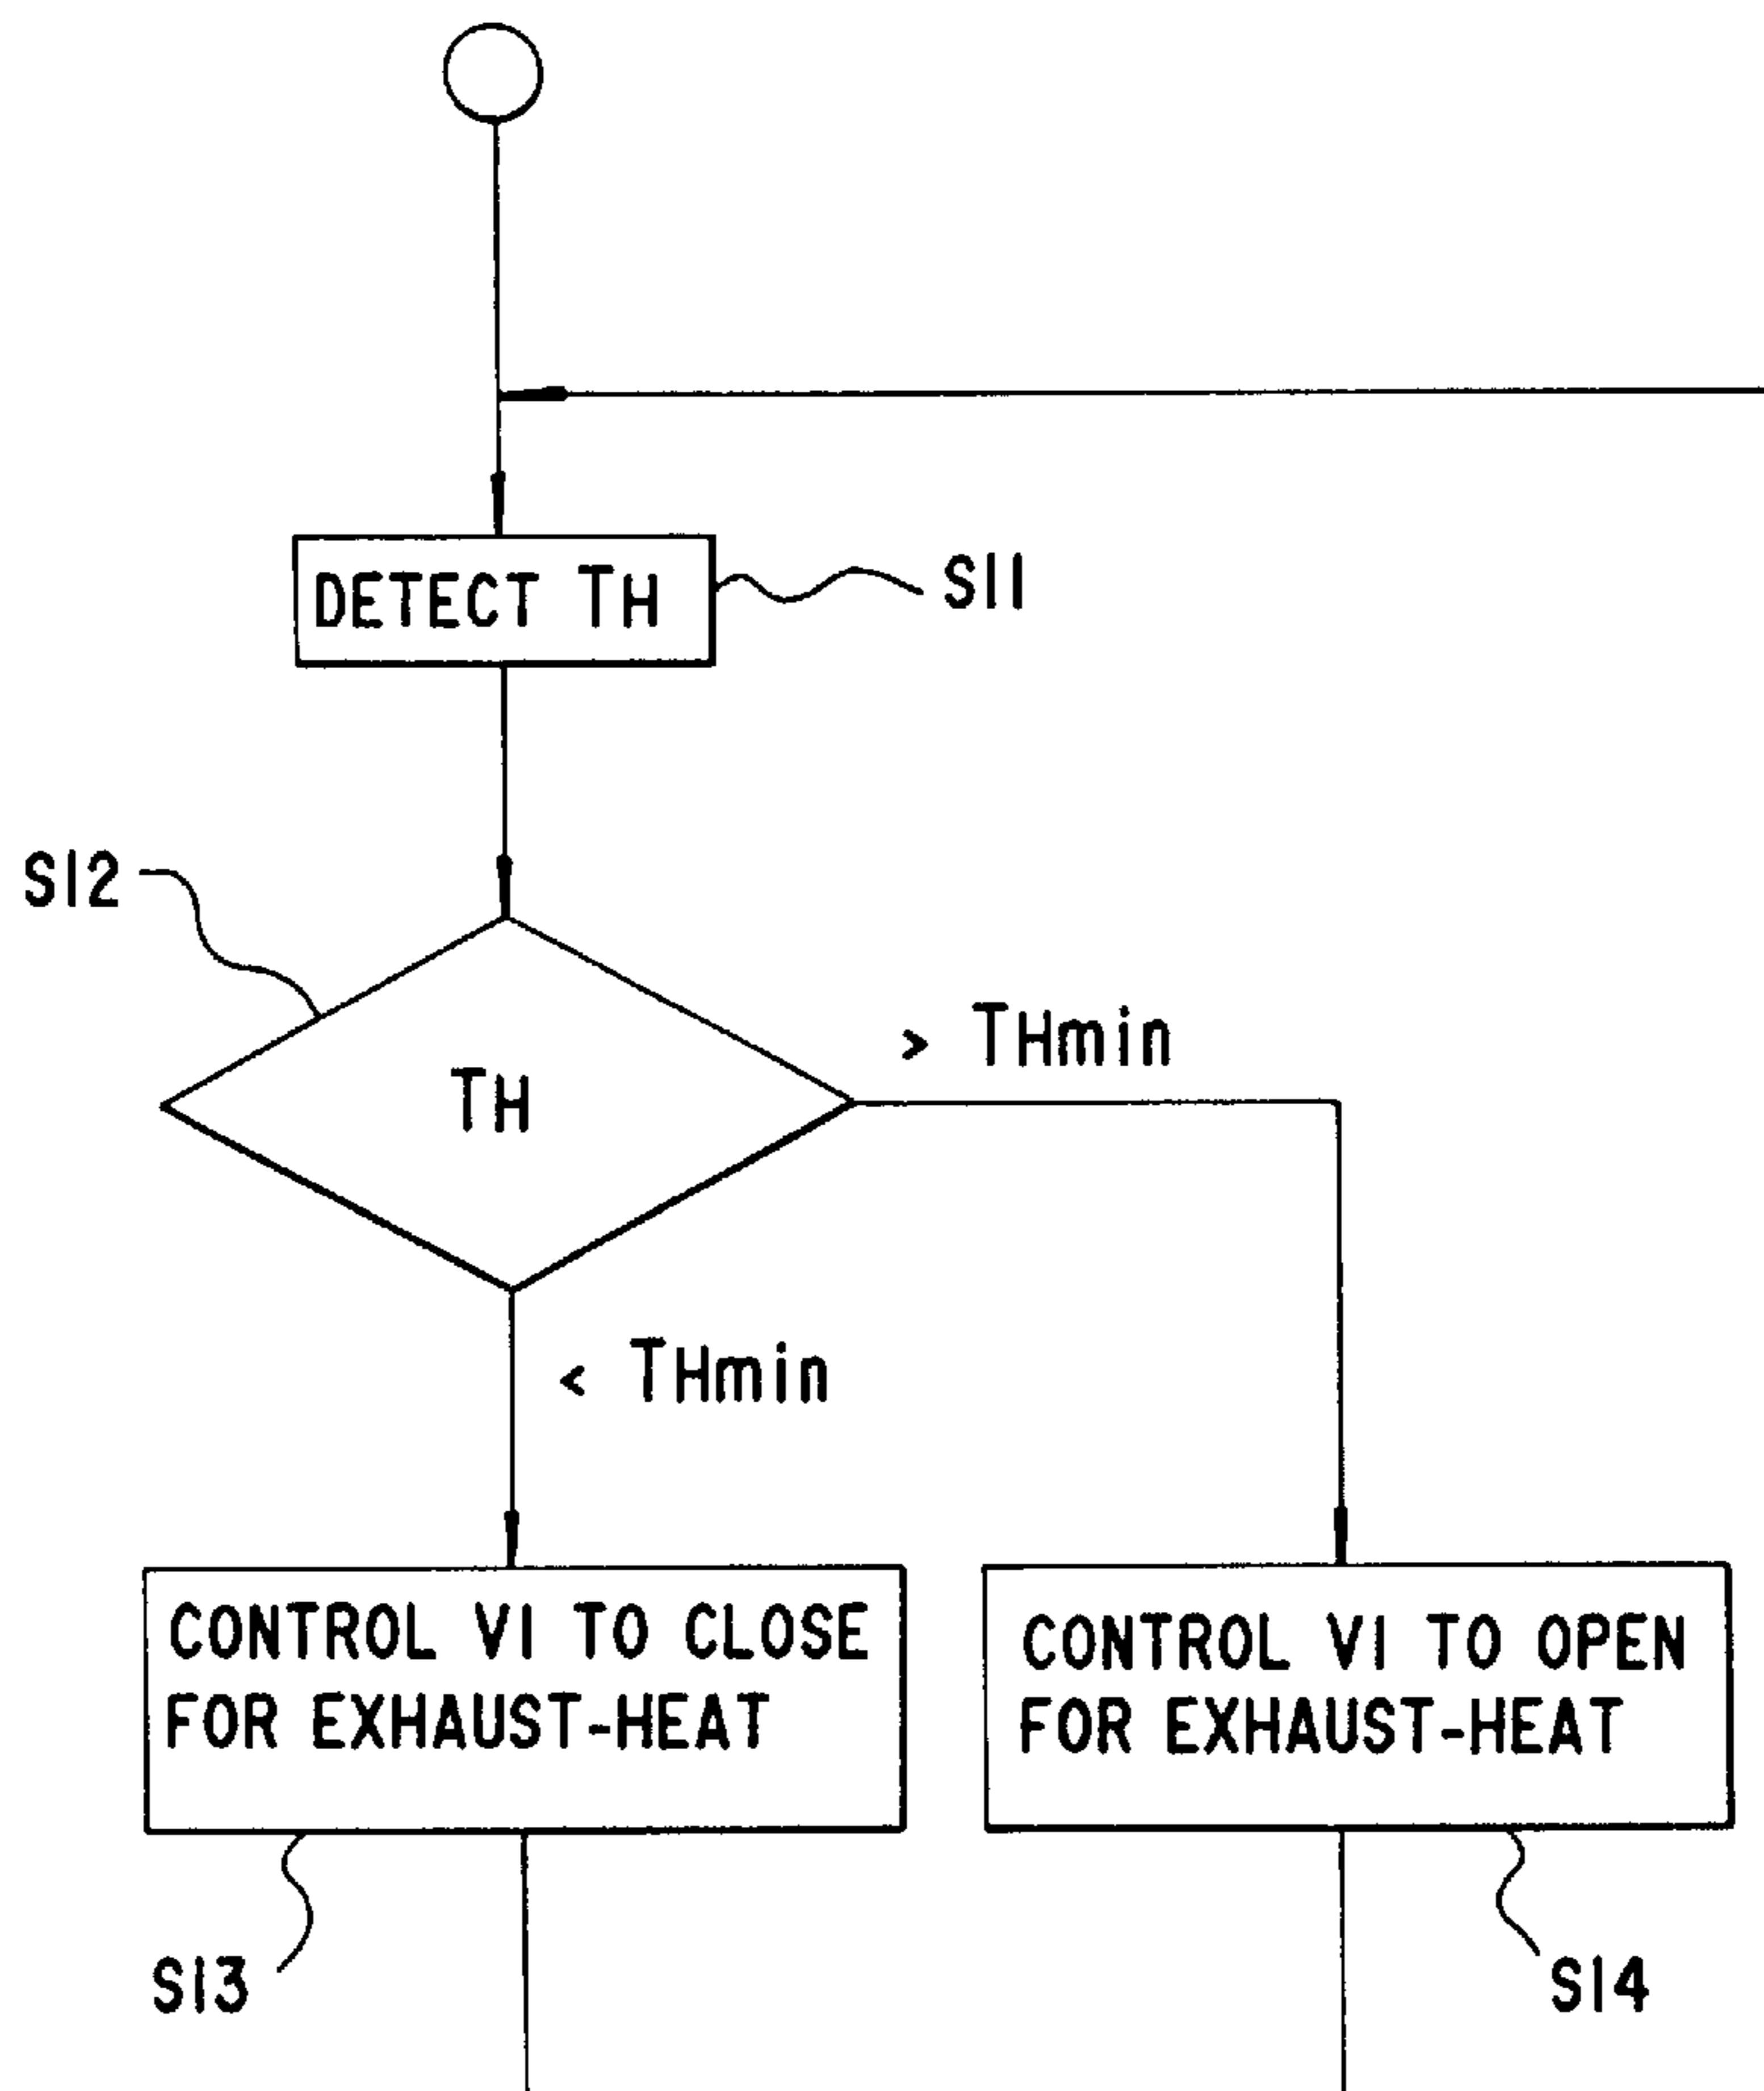 DETECT TH
S11
S12
TH
> THmin
< THmin
CONTROL V1 TO CLOSE
FOR EXHAUST-HEAT
CONTROL V1 TO OPEN
FOR EXHAUST-HEAT
S13
S14